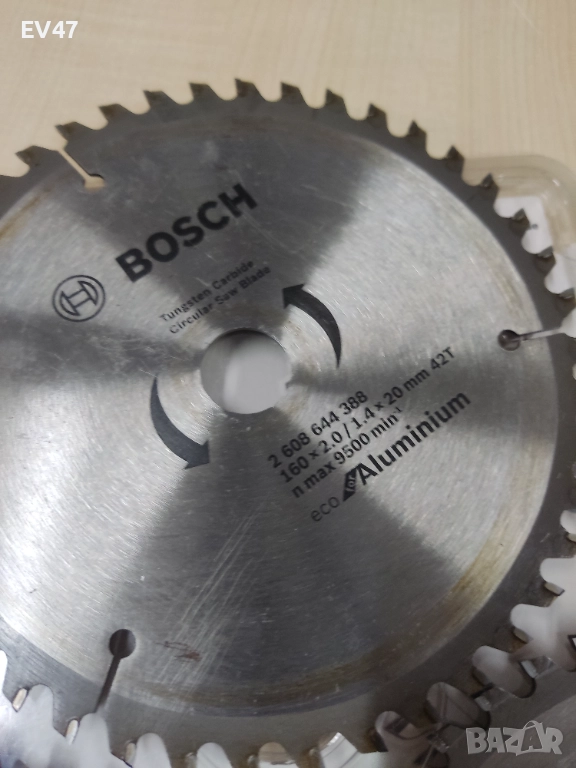 EV47
BOSCH
Tungsten Carbide
Circular Saw Blade
2 608 644 388
160 x 2.0 / 1.4 x 20 mm 42T
n max 9500 min⁻¹
eco for Aluminium
BAZAR